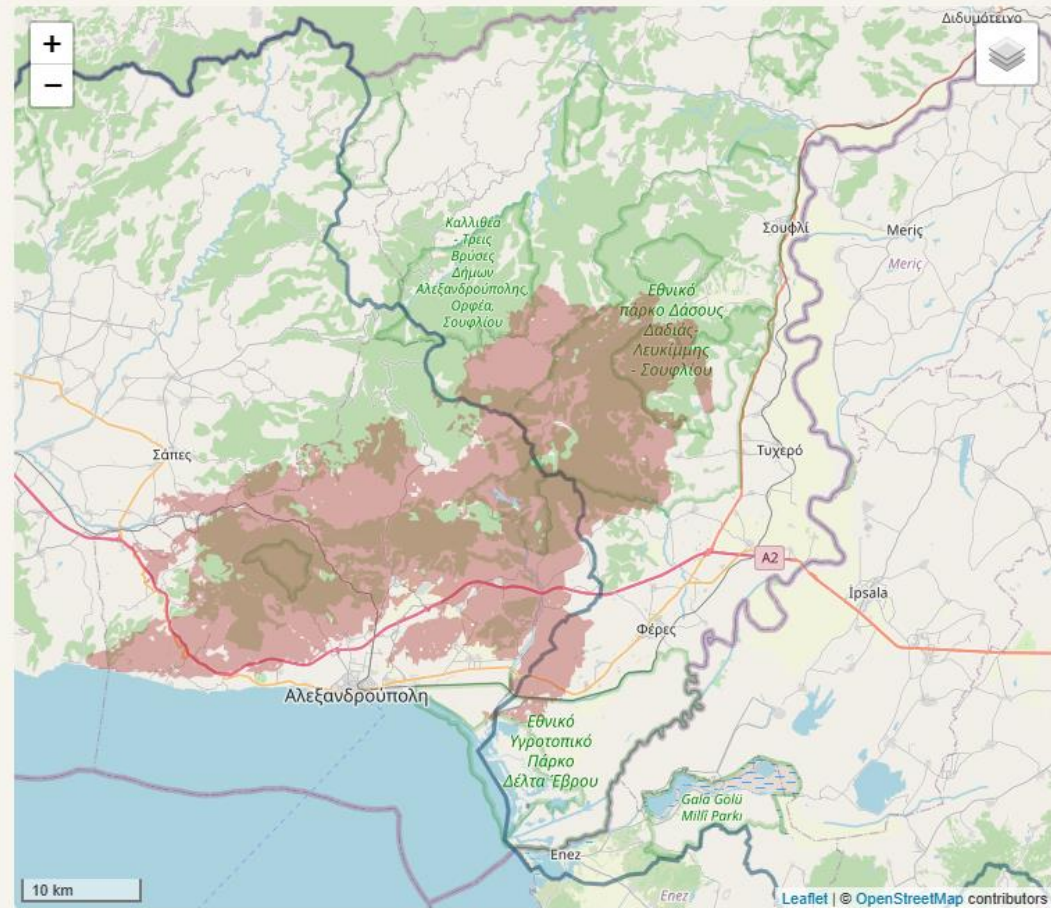 Διδυμότειχο
+
−
Καλλιθέα
- Τρεις
Βρύσες
Δήμων
Αλεξανδρούπολης,
Ορφέα,
Σουφλίου
Σουφλί
Meriç
Meriç
Εθνικό
πάρκο Δάσους
Δαδιάς-
Λευκίμμης
- Σουφλίου
Σάπες
Τυχερό
A2
İpsala
Φέρες
Αλεξανδρούπολη
Εθνικό
Υγροτοπικό
Πάρκο
Δέλτα Έβρου
Gala Gölü
Millî Parkı
Enez
Enez
10 km
Leaflet | © OpenStreetMap contributors